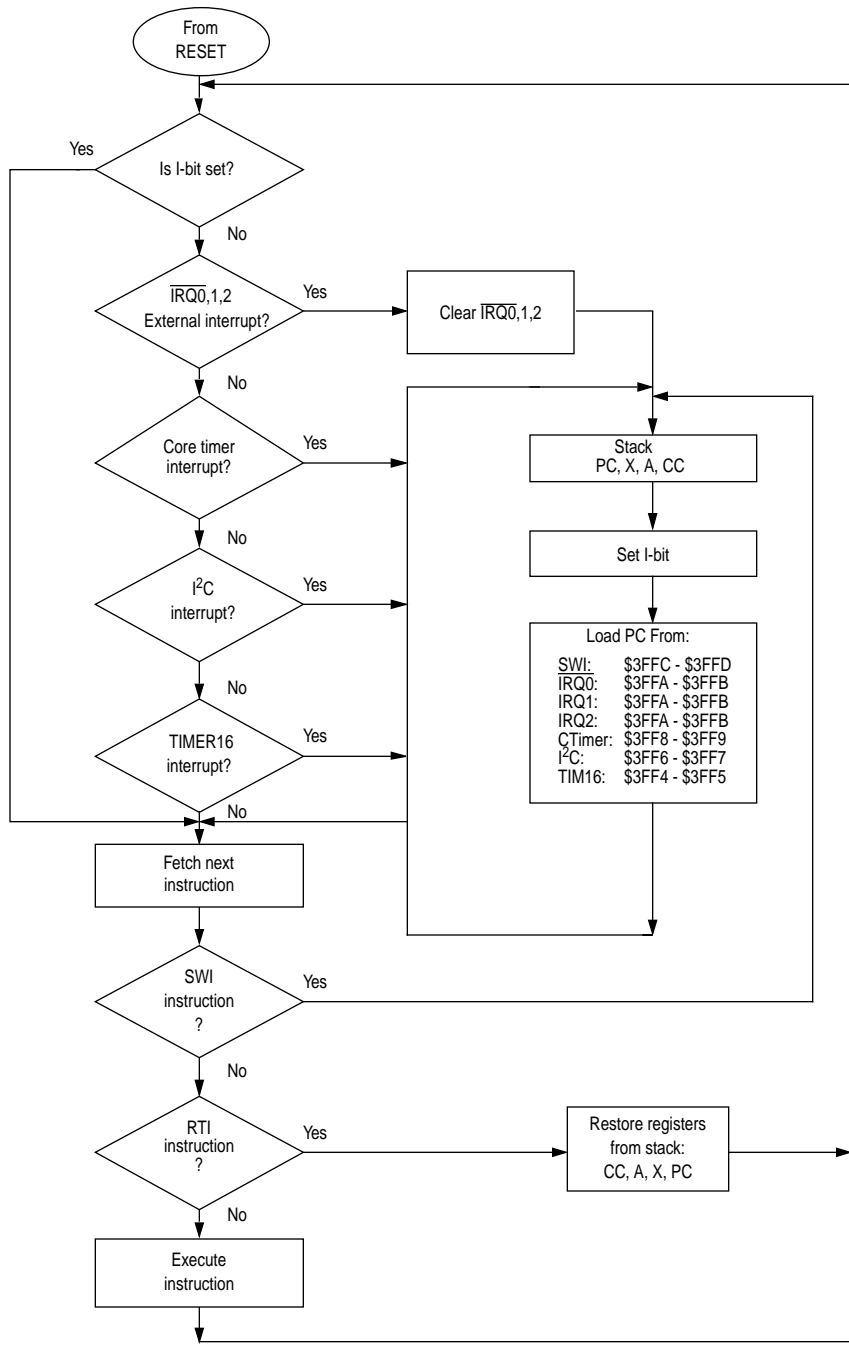 From
RESET
Yes
Is I-bit set?
No
IRQ0,1,2
External interrupt?
Yes
Clear IRQ0,1,2
No
Core timer
interrupt?
Yes
Stack
PC, X, A, CC
No
Set I-bit
I²C
interrupt?
Yes
Load PC From:
SWI: $3FFC - $3FFD
IRQ0: $3FFA - $3FFB
IRQ1: $3FFA - $3FFB
IRQ2: $3FFA - $3FFB
CTimer: $3FF8 - $3FF9
I²C: $3FF6 - $3FF7
TIM16: $3FF4 - $3FF5
No
TIMER16
interrupt?
Yes
No
Fetch next
instruction
SWI
instruction
?
Yes
No
RTI
instruction
?
Yes
Restore registers
from stack:
CC, A, X, PC
No
Execute
instruction